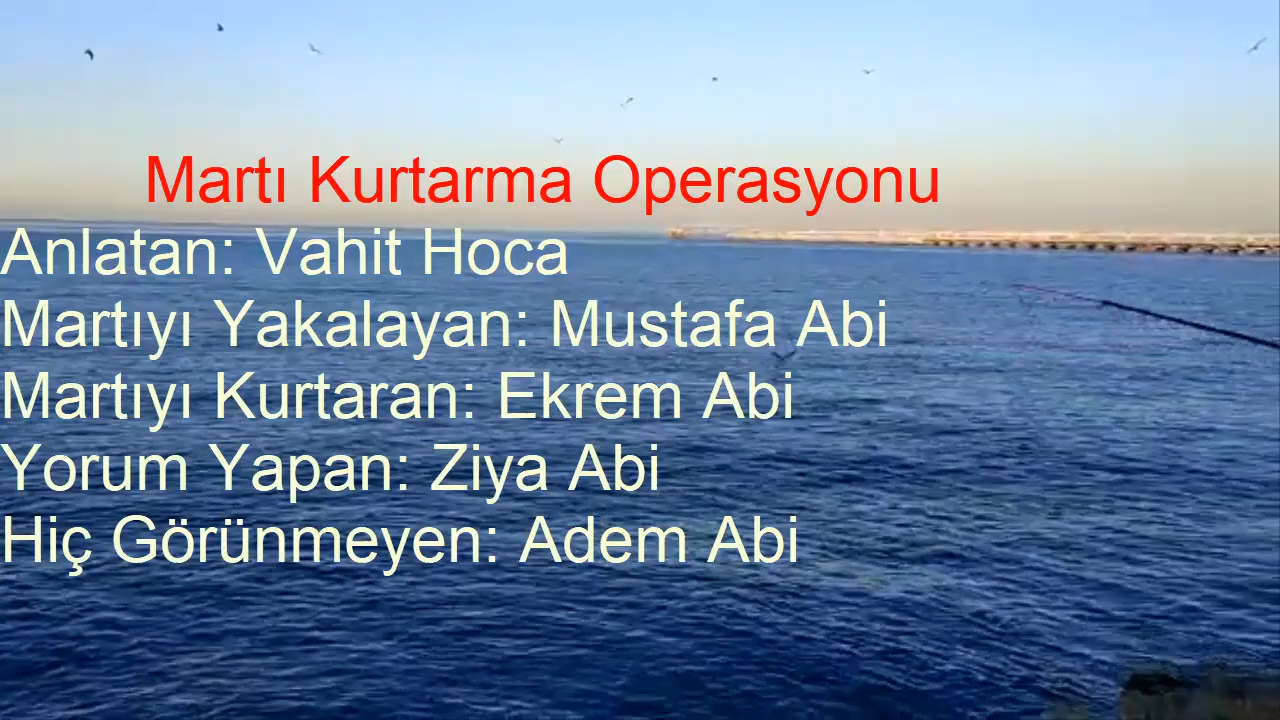 Martı Kurtarma Operasyonu
Anlatan: Vahit Hoca
Martıyı Yakalayan: Mustafa Abi
Martıyı Kurtaran: Ekrem Abi
Yorum Yapan: Ziya Abi
Hiç Görünmeyen: Adem Abi